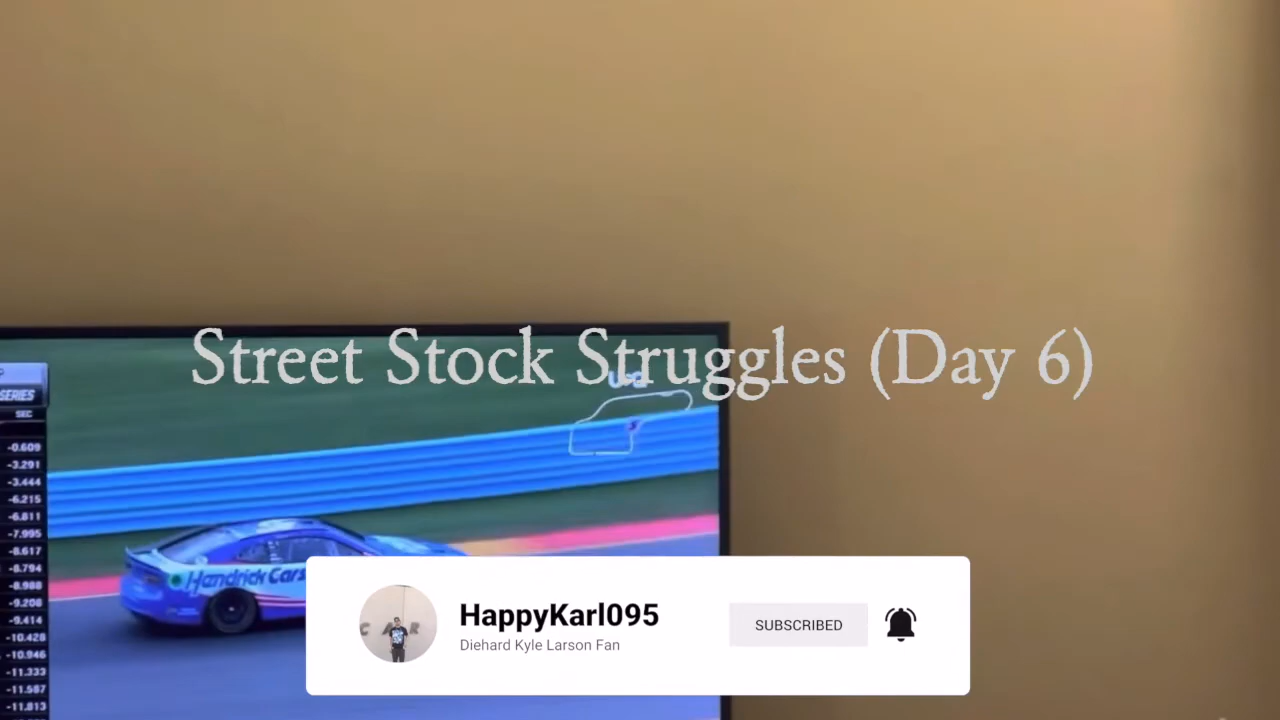 Street Stock Struggles (Day 6)
SERIES
SEC
-0.609
-3.291
-3.444
-6.215
-6.811
-7.995
-8.617
-8.794
-8.988
-9.208
-9.414
-10.428
-10.946
-11.333
-11.587
-11.813
Hendrick Cars
HappyKarl095
Diehard Kyle Larson Fan
SUBSCRIBED